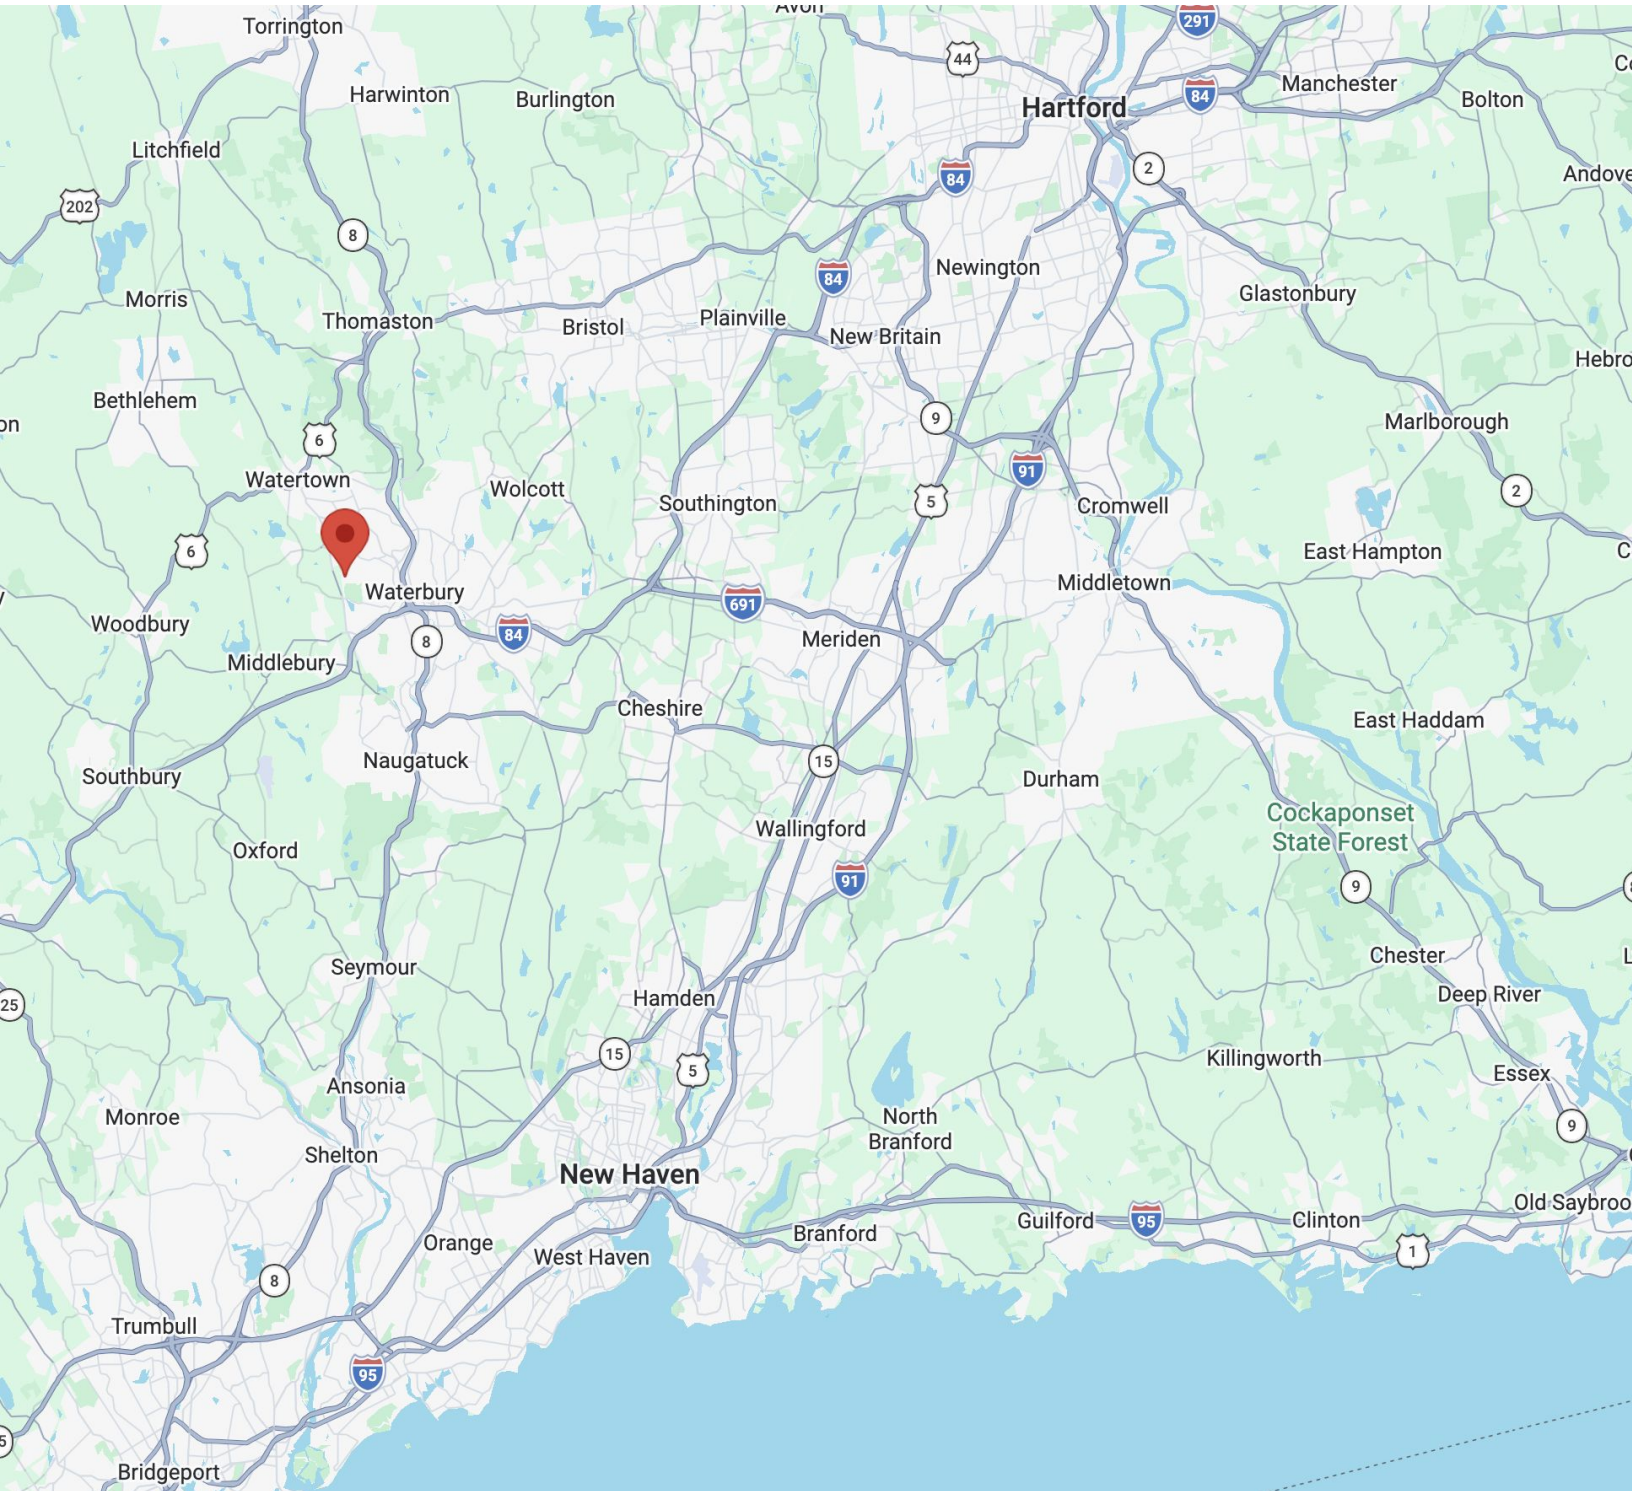 Avon
291
Torrington
44
Manchester
Harwinton
Burlington
84
Bolton
Hartford
Litchfield
2
84
Andove
202
8
Newington
84
Glastonbury
Morris
Thomaston
Plainville
Bristol
New Britain
Hebro
Bethlehem
9
Marlborough
on
6
91
Watertown
Wolcott
2
Southington
5
Cromwell
6
East Hampton
C
Middletown
Waterbury
691
Woodbury
84
8
Meriden
Middlebury
Cheshire
East Haddam
Naugatuck
15
Southbury
Durham
Cockaponset
State Forest
Wallingford
Oxford
91
9
Chester
Seymour
L
Deep River
Hamden
25
15
Killingworth
5
Essex
Ansonia
Monroe
North
Branford
9
Shelton
New Haven
Old Saybroo
Guilford
95
Clinton
Branford
Orange
1
West Haven
8
Trumbull
95
5
Bridgeport